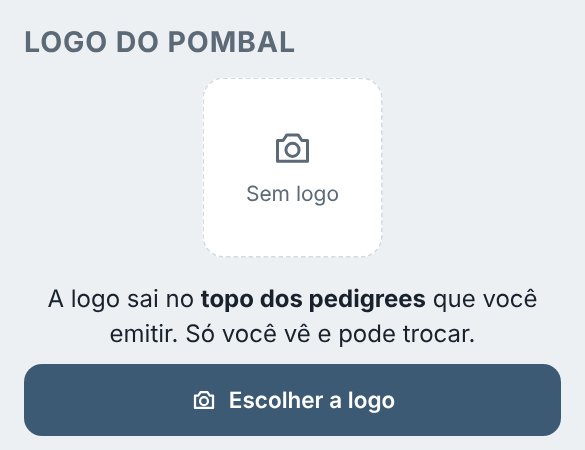 LOGO DO POMBAL
Sem logo
A logo sai no topo dos pedigrees que você
emitir. Só você vê e pode trocar.
Escolher a logo